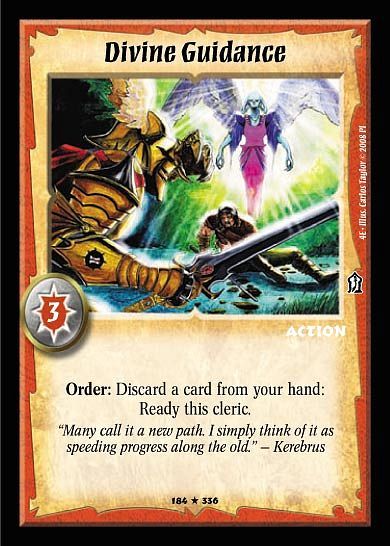 Divine Guidance
4E • Illus. Carlos Taylor © 2008 PI
3
ACTION
Order: Discard a card from your hand:
Ready this cleric.
"Many call it a new path. I simply think of it as
speeding progress along the old." – Kerebrus
184 ★ 336